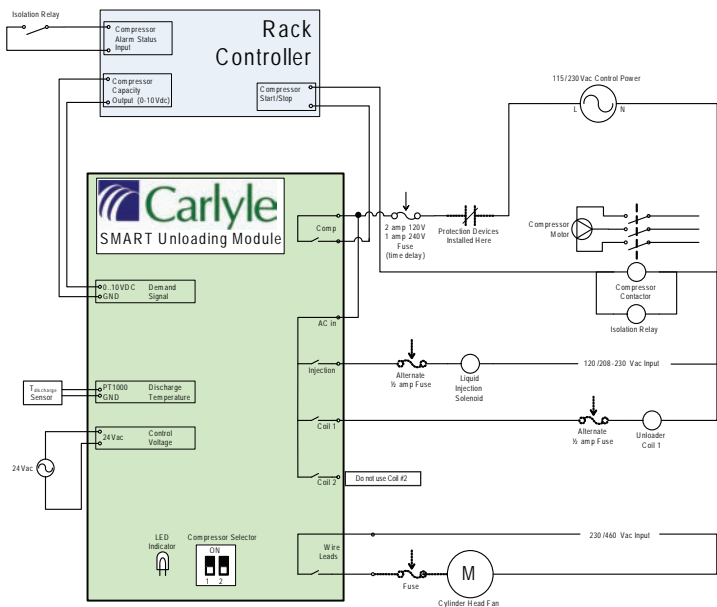 Isolation Relay
Compressor
Alarm Status
Input
Rack
Controller
Compressor
Capacity
Output (0-10Vdc)
Compressor
Start/Stop
115/230Vac Control Power
L
N
Carlyle
SMART Unloading Module
Comp
2 amp 120V
1 amp 240V
Fuse
(time delay)
Protection Devices
Installed Here
Compressor
Motor
Compressor
Contactor
Isolation Relay
0..10VDC Demand
GND Signal
AC in
Injection
Alternate
½ amp Fuse
Liquid
Injection
Solenoid
120/208-230 Vac Input
Tdischarge
Sensor
PT1000 Discharge
GND Temperature
Coil 1
Alternate
½ amp Fuse
Unloader
Coil 1
24Vac
24Vac Control
Voltage
Coil 2
Do not use Coil #2
LED
Indicator
Compressor Selector
ON
1 2
Wire
Leads
230/460 Vac Input
Fuse
M
Cylinder Head Fan